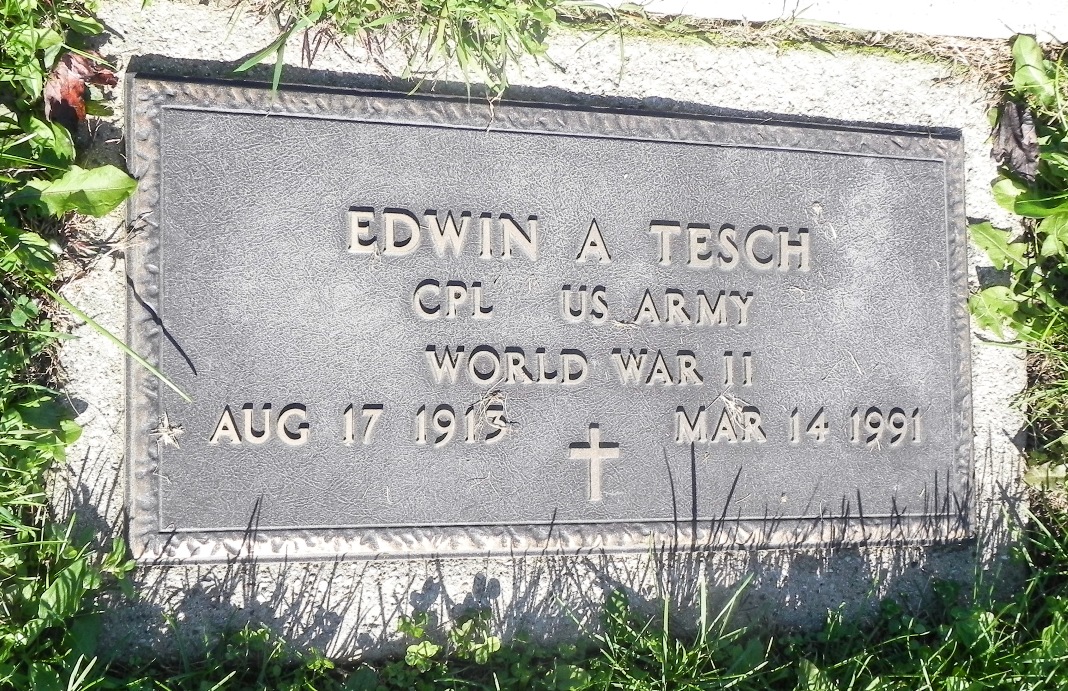 EDWIN A TESCH
CPL US ARMY
WORLD WAR II
AUG 17 1913 MAR 14 1991